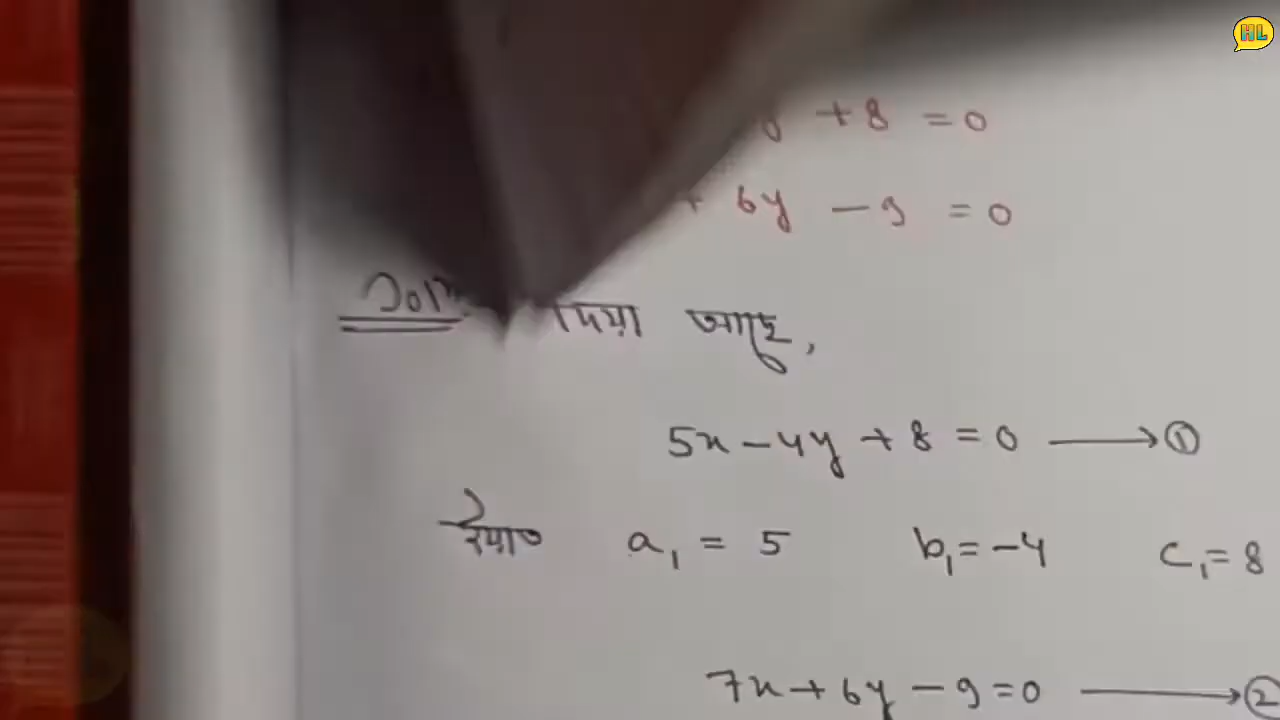 HL
y + 8 = 0
+ 6y - 9 = 0
দিয়া আছে,
5x - 4y + 8 = 0 → ①
ইয়াত a₁ = 5 b₁ = -4 c₁ = 8
7x + 6y - 9 = 0 → ②